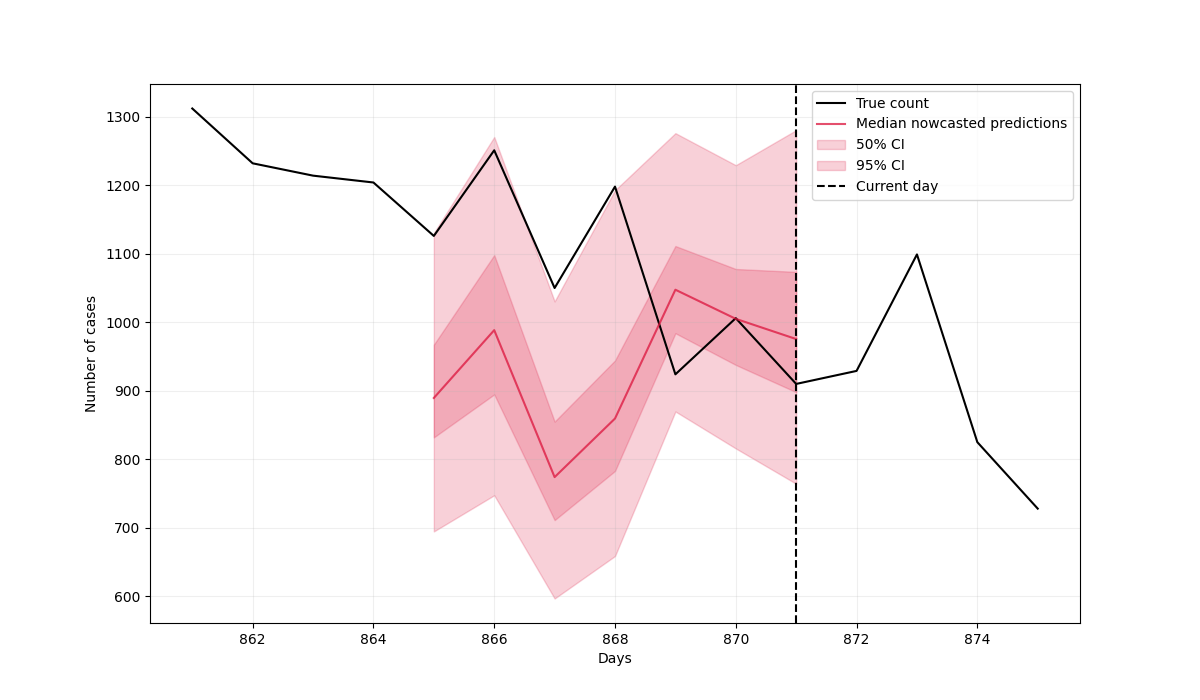 1300
1200
1100
1000
900
800
700
600
Number of cases
862 864 866 868 870 872 874
Days
True count
Median nowcasted predictions
50% CI
95% CI
Current day